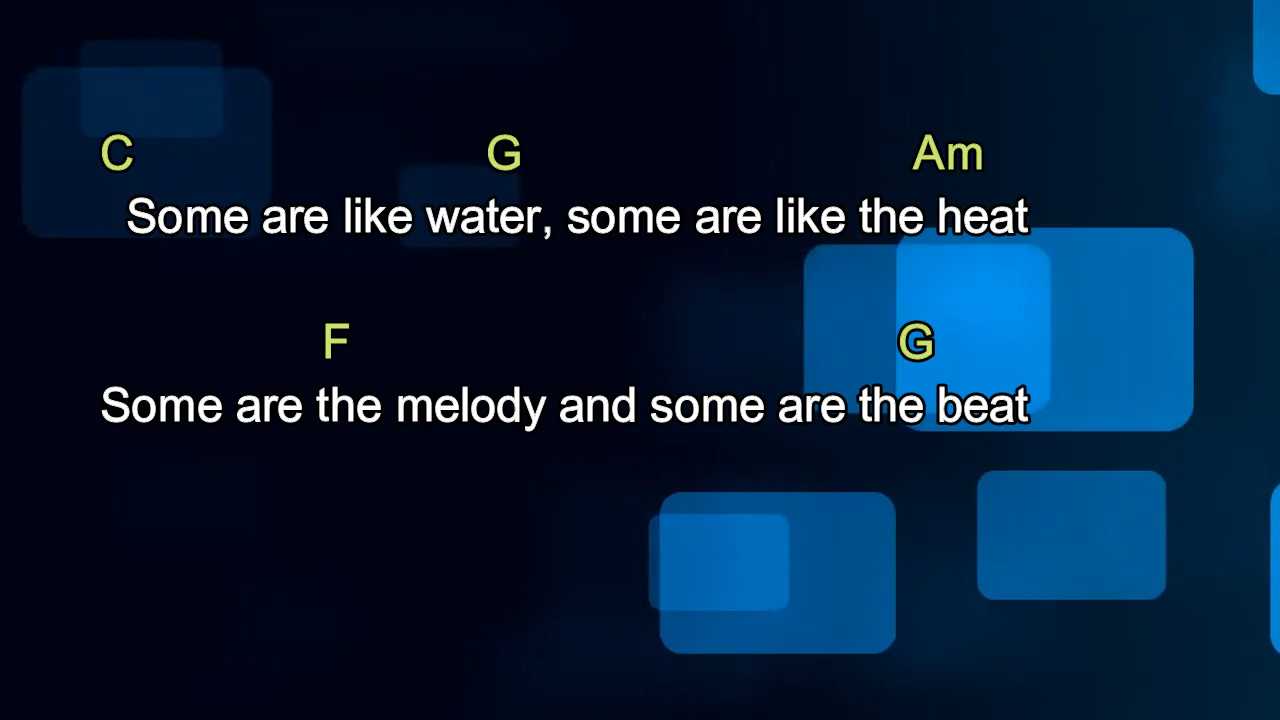 C G Am
Some are like water, some are like the heat
F G
Some are the melody and some are the beat